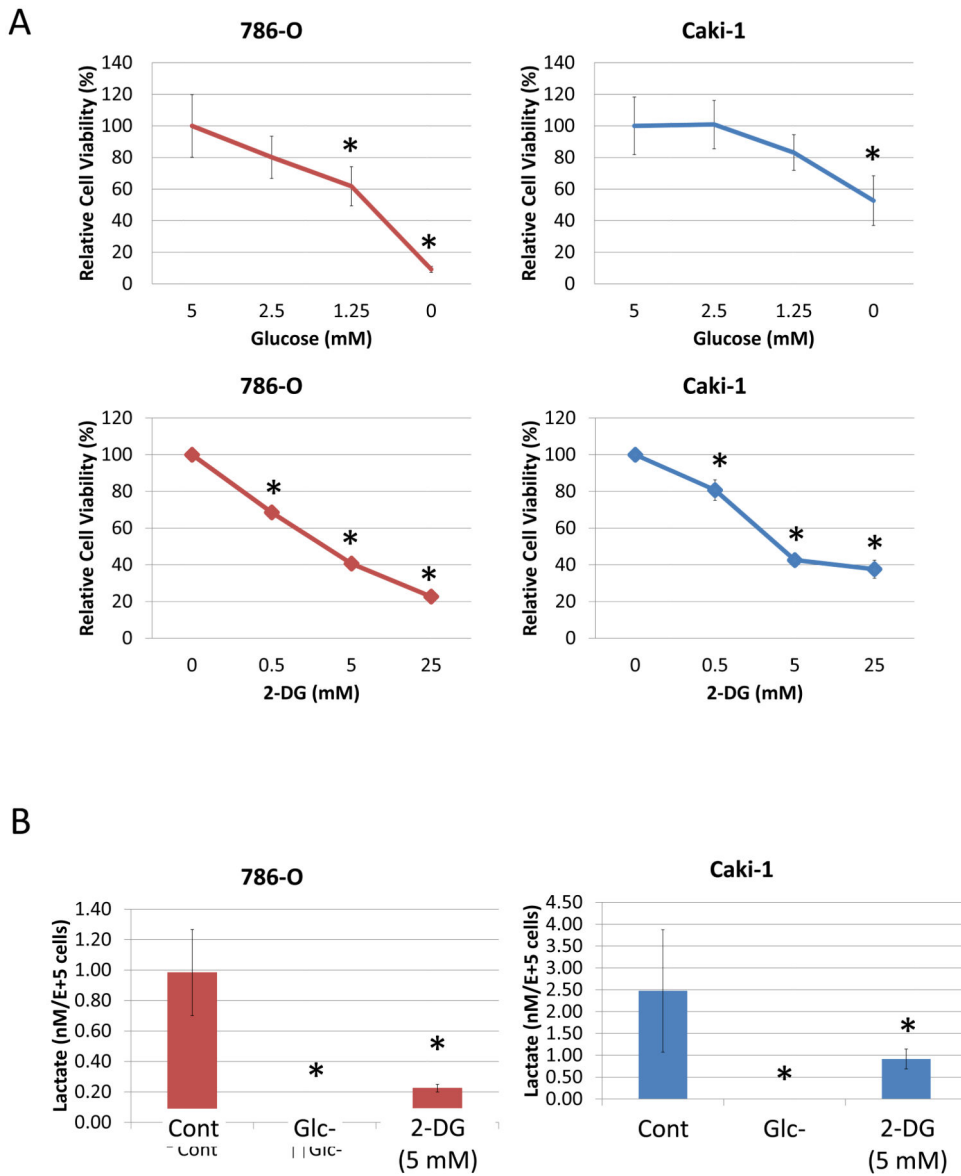 A
786-O
Caki-1
Relative Cell Viability (%)
140
120
100
80
60
40
20
0
5 2.5 1.25 0
Glucose (mM)
* *
Relative Cell Viability (%)
140
120
100
80
60
40
20
0
5 2.5 1.25 0
Glucose (mM)
*
786-O
Caki-1
Relative Cell Viability (%)
120
100
80
60
40
20
0
0 0.5 5 25
2-DG (mM)
* * *
Relative Cell Viability (%)
120
100
80
60
40
20
0
0 0.5 5 25
2-DG (mM)
* * *
B
786-O
Caki-1
Lactate (nM/E+5 cells)
1.40
1.20
1.00
0.80
0.60
0.40
0.20
0.00
* *
Cont Glc- 2-DG
(5 mM)
Cont Glc-
Lactate (nM/E+5 cells)
4.50
4.00
3.50
3.00
2.50
2.00
1.50
1.00
0.50
0.00
* *
Cont Glc- 2-DG
(5 mM)